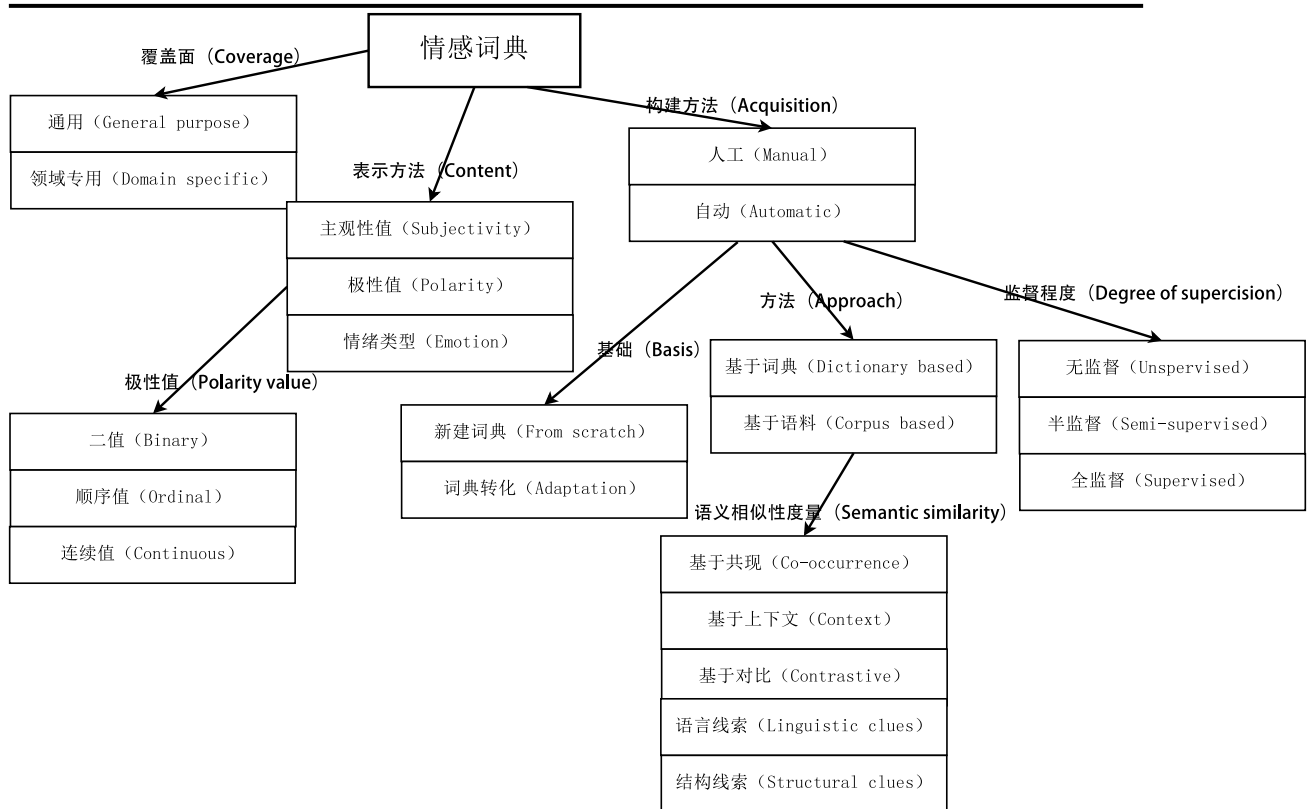 情感词典
覆盖面（Coverage）
通用（General purpose）
领域专用（Domain specific）
表示方法（Content）
主观性值（Subjectivity）
极性值（Polarity）
情绪类型（Emotion）
极性值（Polarity value）
二值（Binary）
顺序值（Ordinal）
连续值（Continuous）
构建方法（Acquisition）
人工（Manual）
自动（Automatic）
基础（Basis）
新建词典（From scratch）
词典转化（Adaptation）
方法（Approach）
基于词典（Dictionary based）
基于语料（Corpus based）
语义相似性度量（Semantic similarity）
基于共现（Co-occurrence）
基于上下文（Context）
基于对比（Contrastive）
语言线索（Linguistic clues）
结构线索（Structural clues）
监督程度（Degree of supercision）
无监督（Unspervised）
半监督（Semi-supervised）
全监督（Supervised）